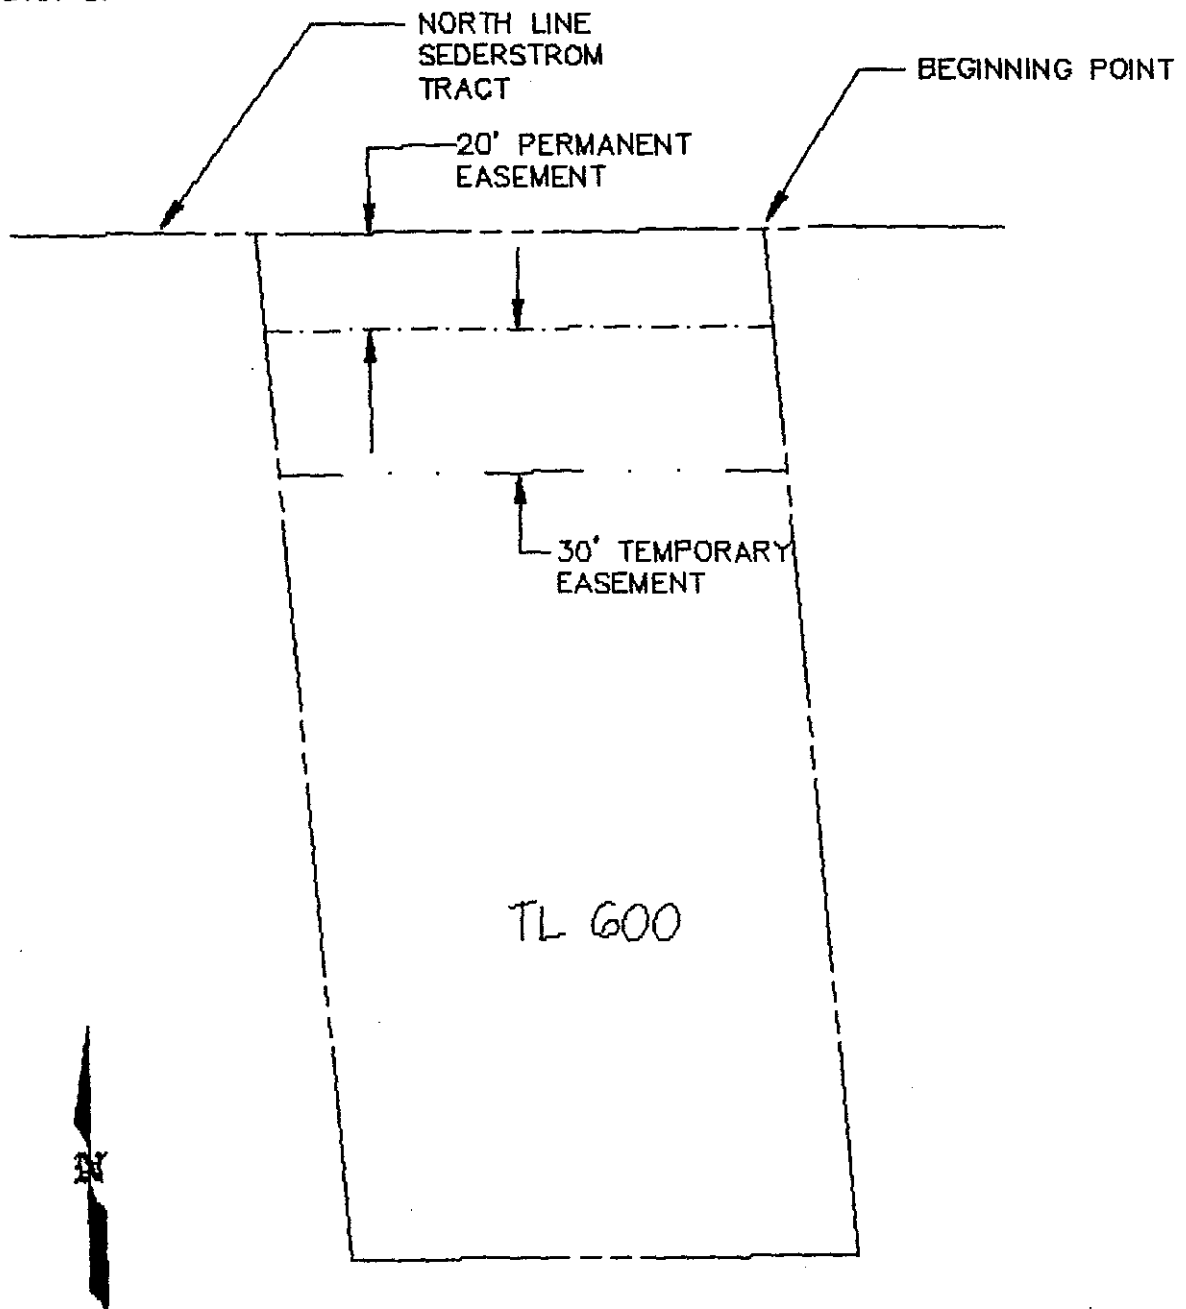 NORTH LINE
SEDERSTROM
TRACT
BEGINNING POINT
20' PERMANENT
EASEMENT
30' TEMPORARY
EASEMENT
TL 600
N